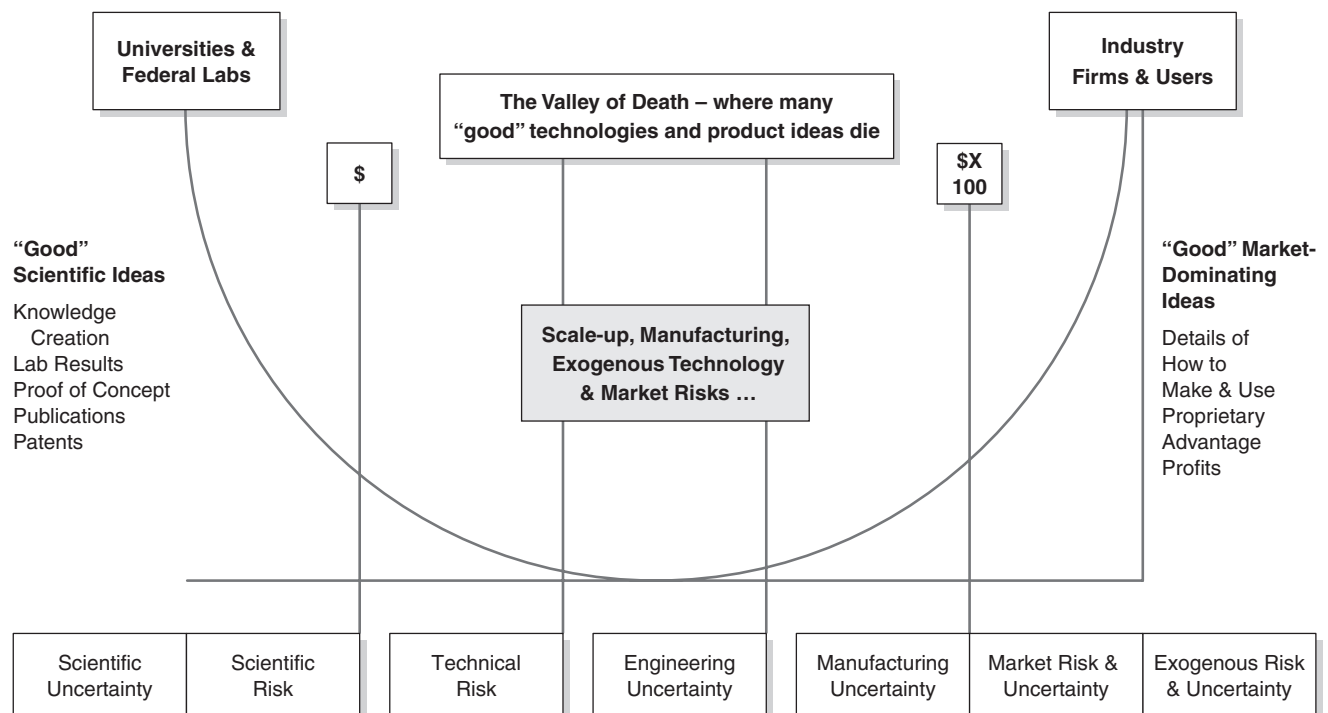 Universities &
Federal Labs
Industry
Firms & Users
The Valley of Death – where many
“good” technologies and product ideas die
$
$X
100
“Good”
Scientific Ideas
Knowledge
Creation
Lab Results
Proof of Concept
Publications
Patents
Scale-up, Manufacturing,
Exogenous Technology
& Market Risks …
“Good” Market-
Dominating
Ideas
Details of
How to
Make & Use
Proprietary
Advantage
Profits
Scientific
Uncertainty
Scientific
Risk
Technical
Risk
Engineering
Uncertainty
Manufacturing
Uncertainty
Market Risk &
Uncertainty
Exogenous Risk
& Uncertainty